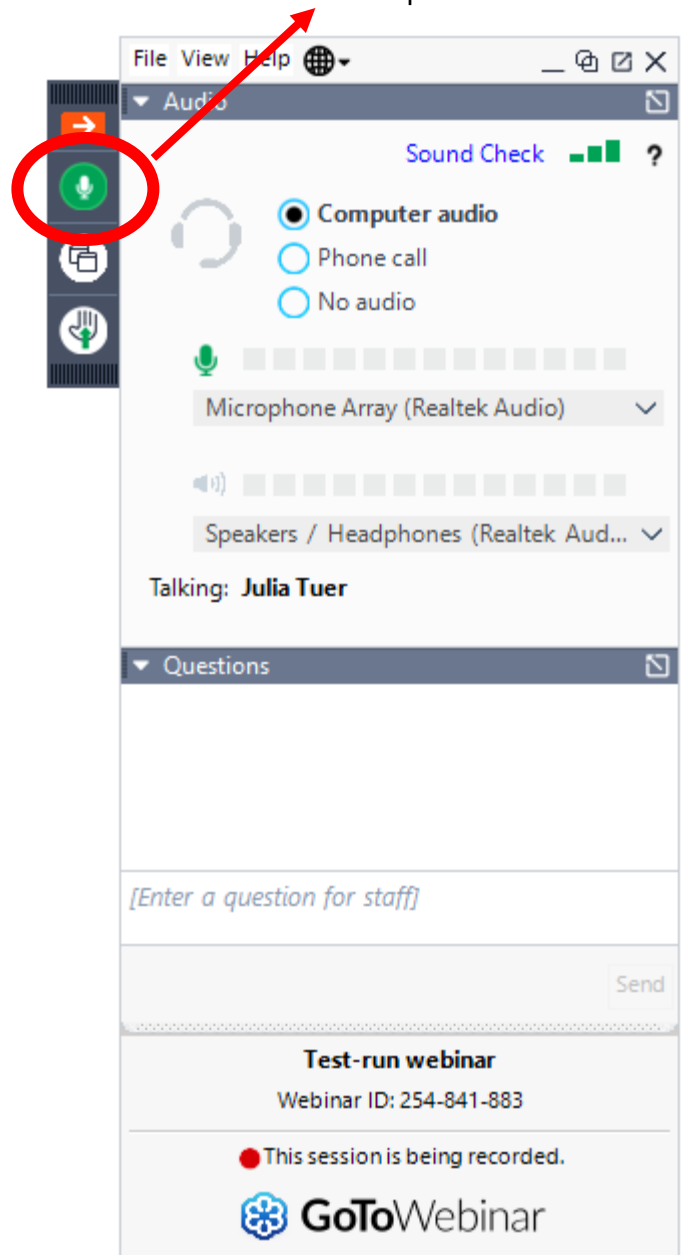 File View Help
Audio
Sound Check ?
Computer audio
Phone call
No audio
Microphone Array (Realtek Audio)
Speakers / Headphones (Realtek Aud...
Talking: Julia Tuer
Questions
[Enter a question for staff]
Send
Test-run webinar
Webinar ID: 254-841-883
This session is being recorded.
GoToWebinar